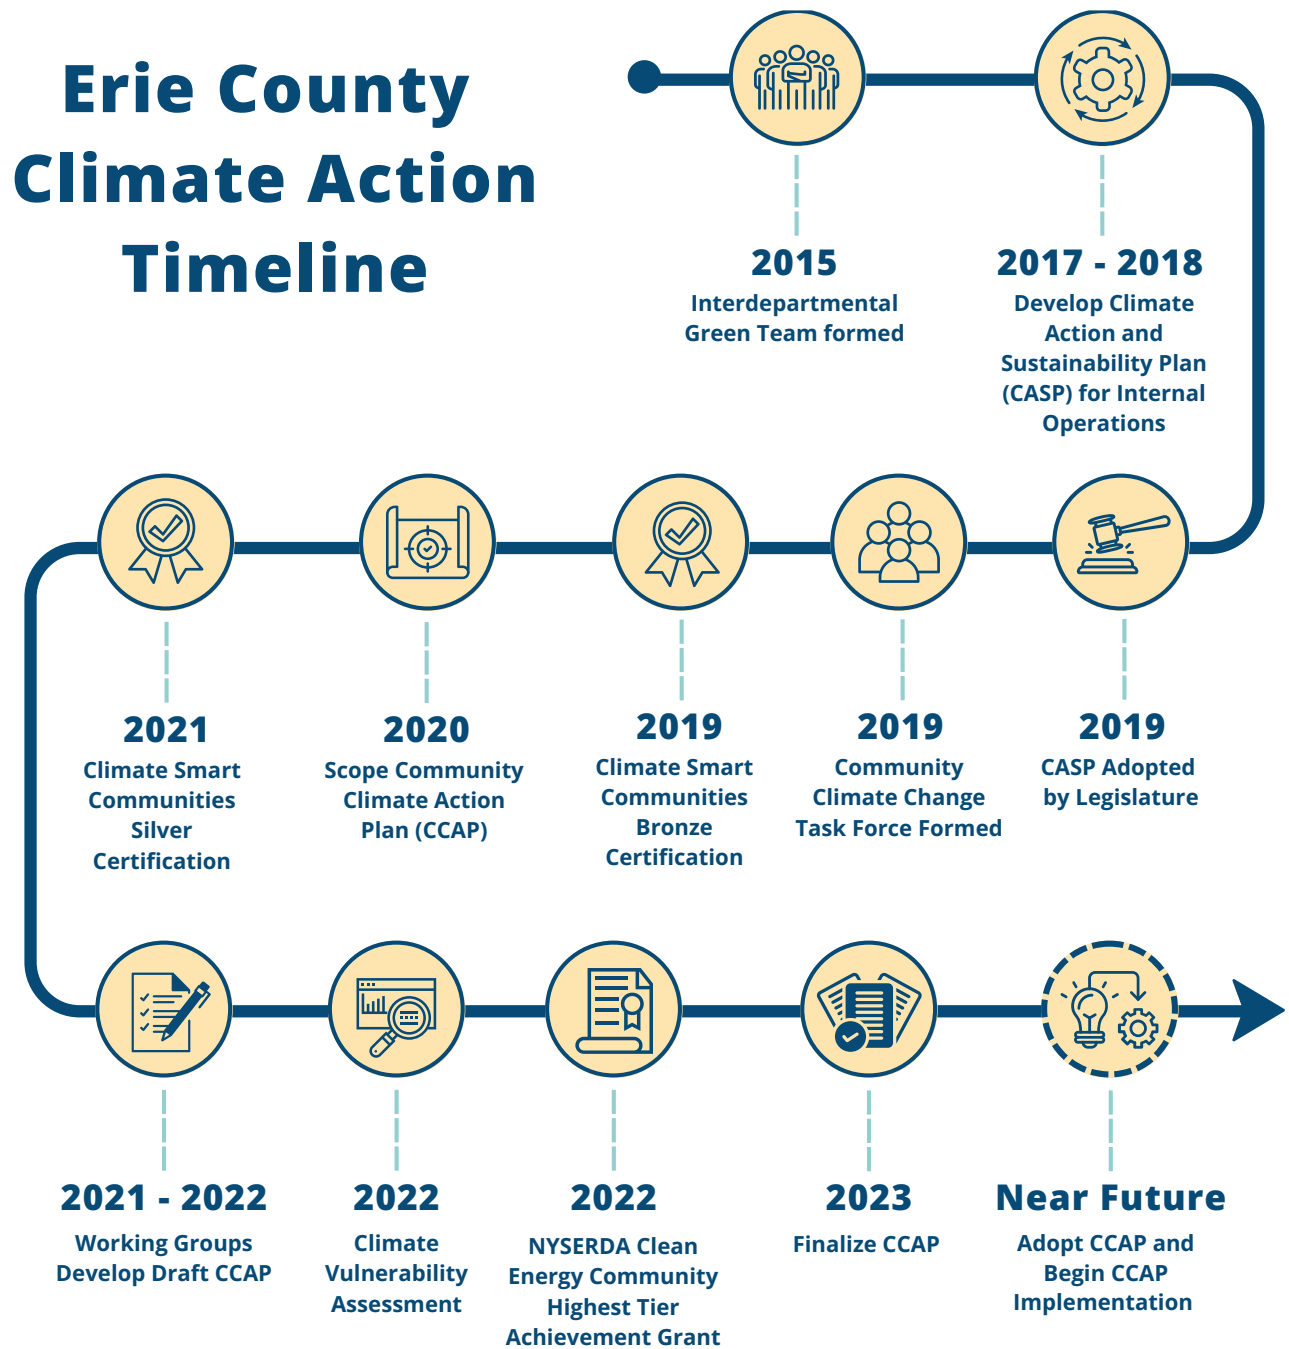 Erie County
Climate Action
Timeline
2015
Interdepartmental
Green Team formed
2017 - 2018
Develop Climate
Action and
Sustainability Plan
(CASP) for Internal
Operations
2019
CASP Adopted
by Legislature
2019
Community
Climate Change
Task Force Formed
2019
Climate Smart
Communities
Bronze
Certification
2020
Scope Community
Climate Action
Plan (CCAP)
2021
Climate Smart
Communities
Silver
Certification
2021 - 2022
Working Groups
Develop Draft CCAP
2022
Climate
Vulnerability
Assessment
2022
NYSERDA Clean
Energy Community
Highest Tier
Achievement Grant
2023
Finalize CCAP
Near Future
Adopt CCAP and
Begin CCAP
Implementation